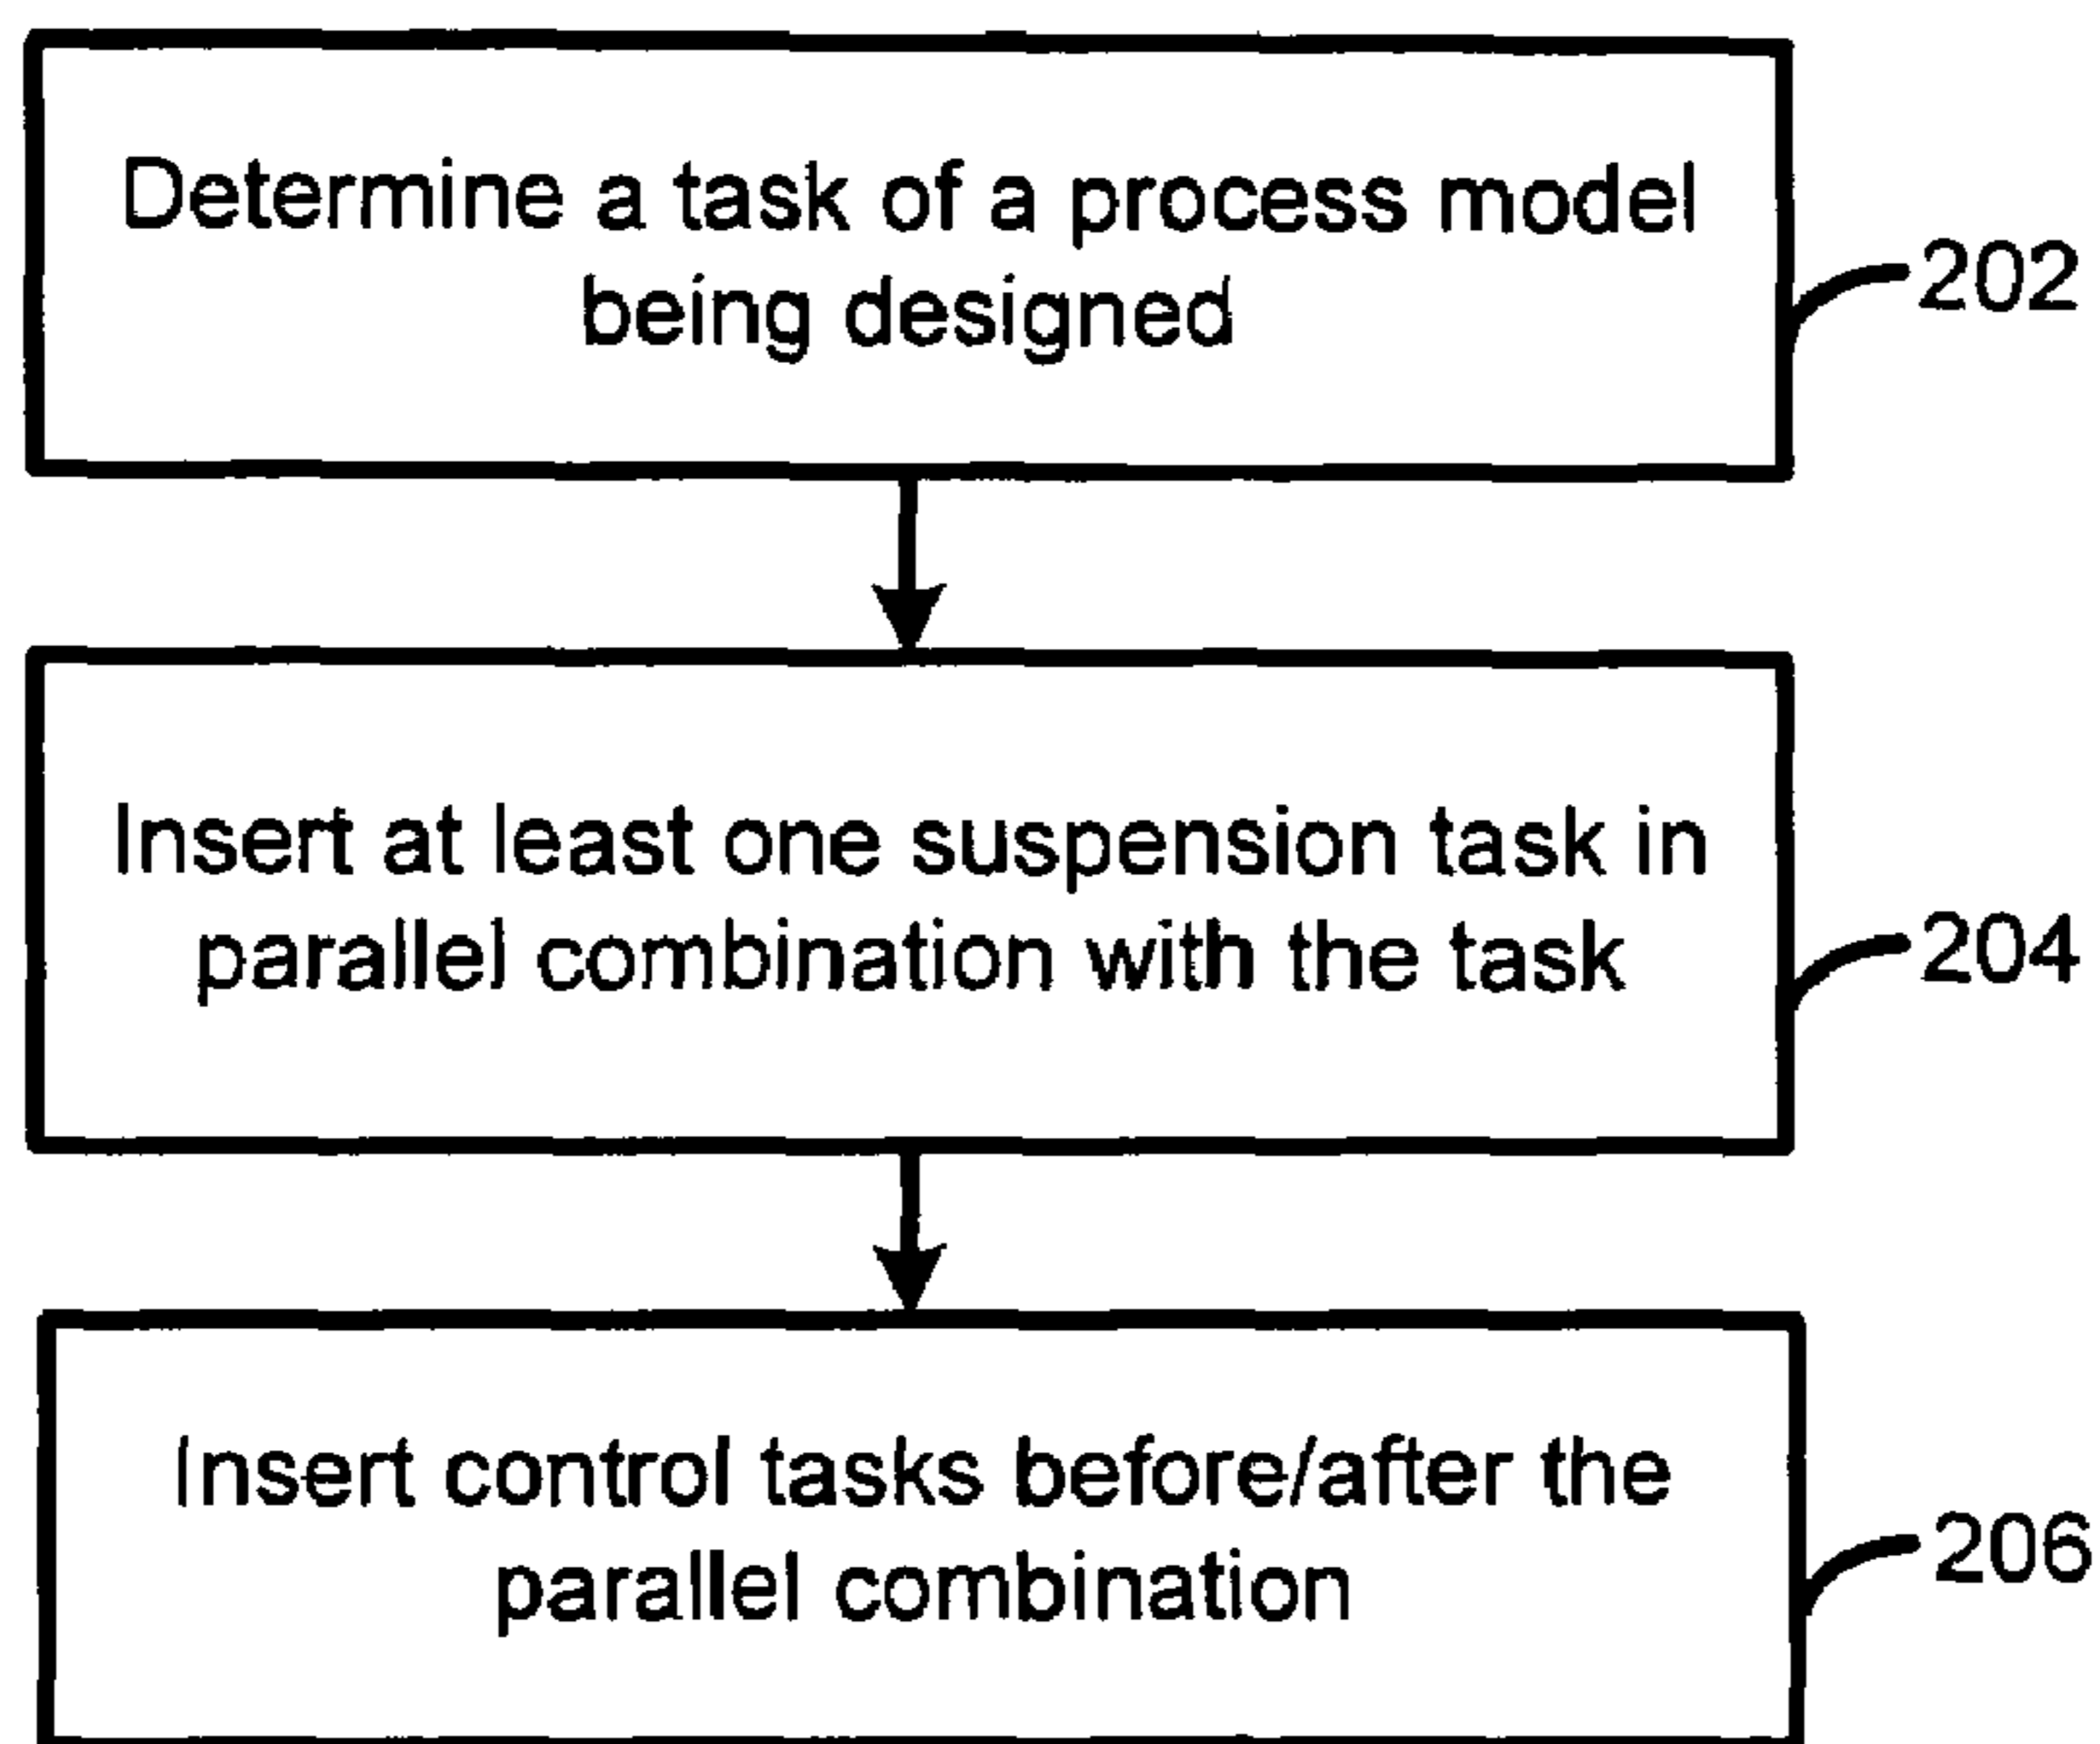 Determine a task of a process model
being designed
202
Insert at least one suspension task in
parallel combination with the task
204
Insert control tasks before/after the
parallel combination
206